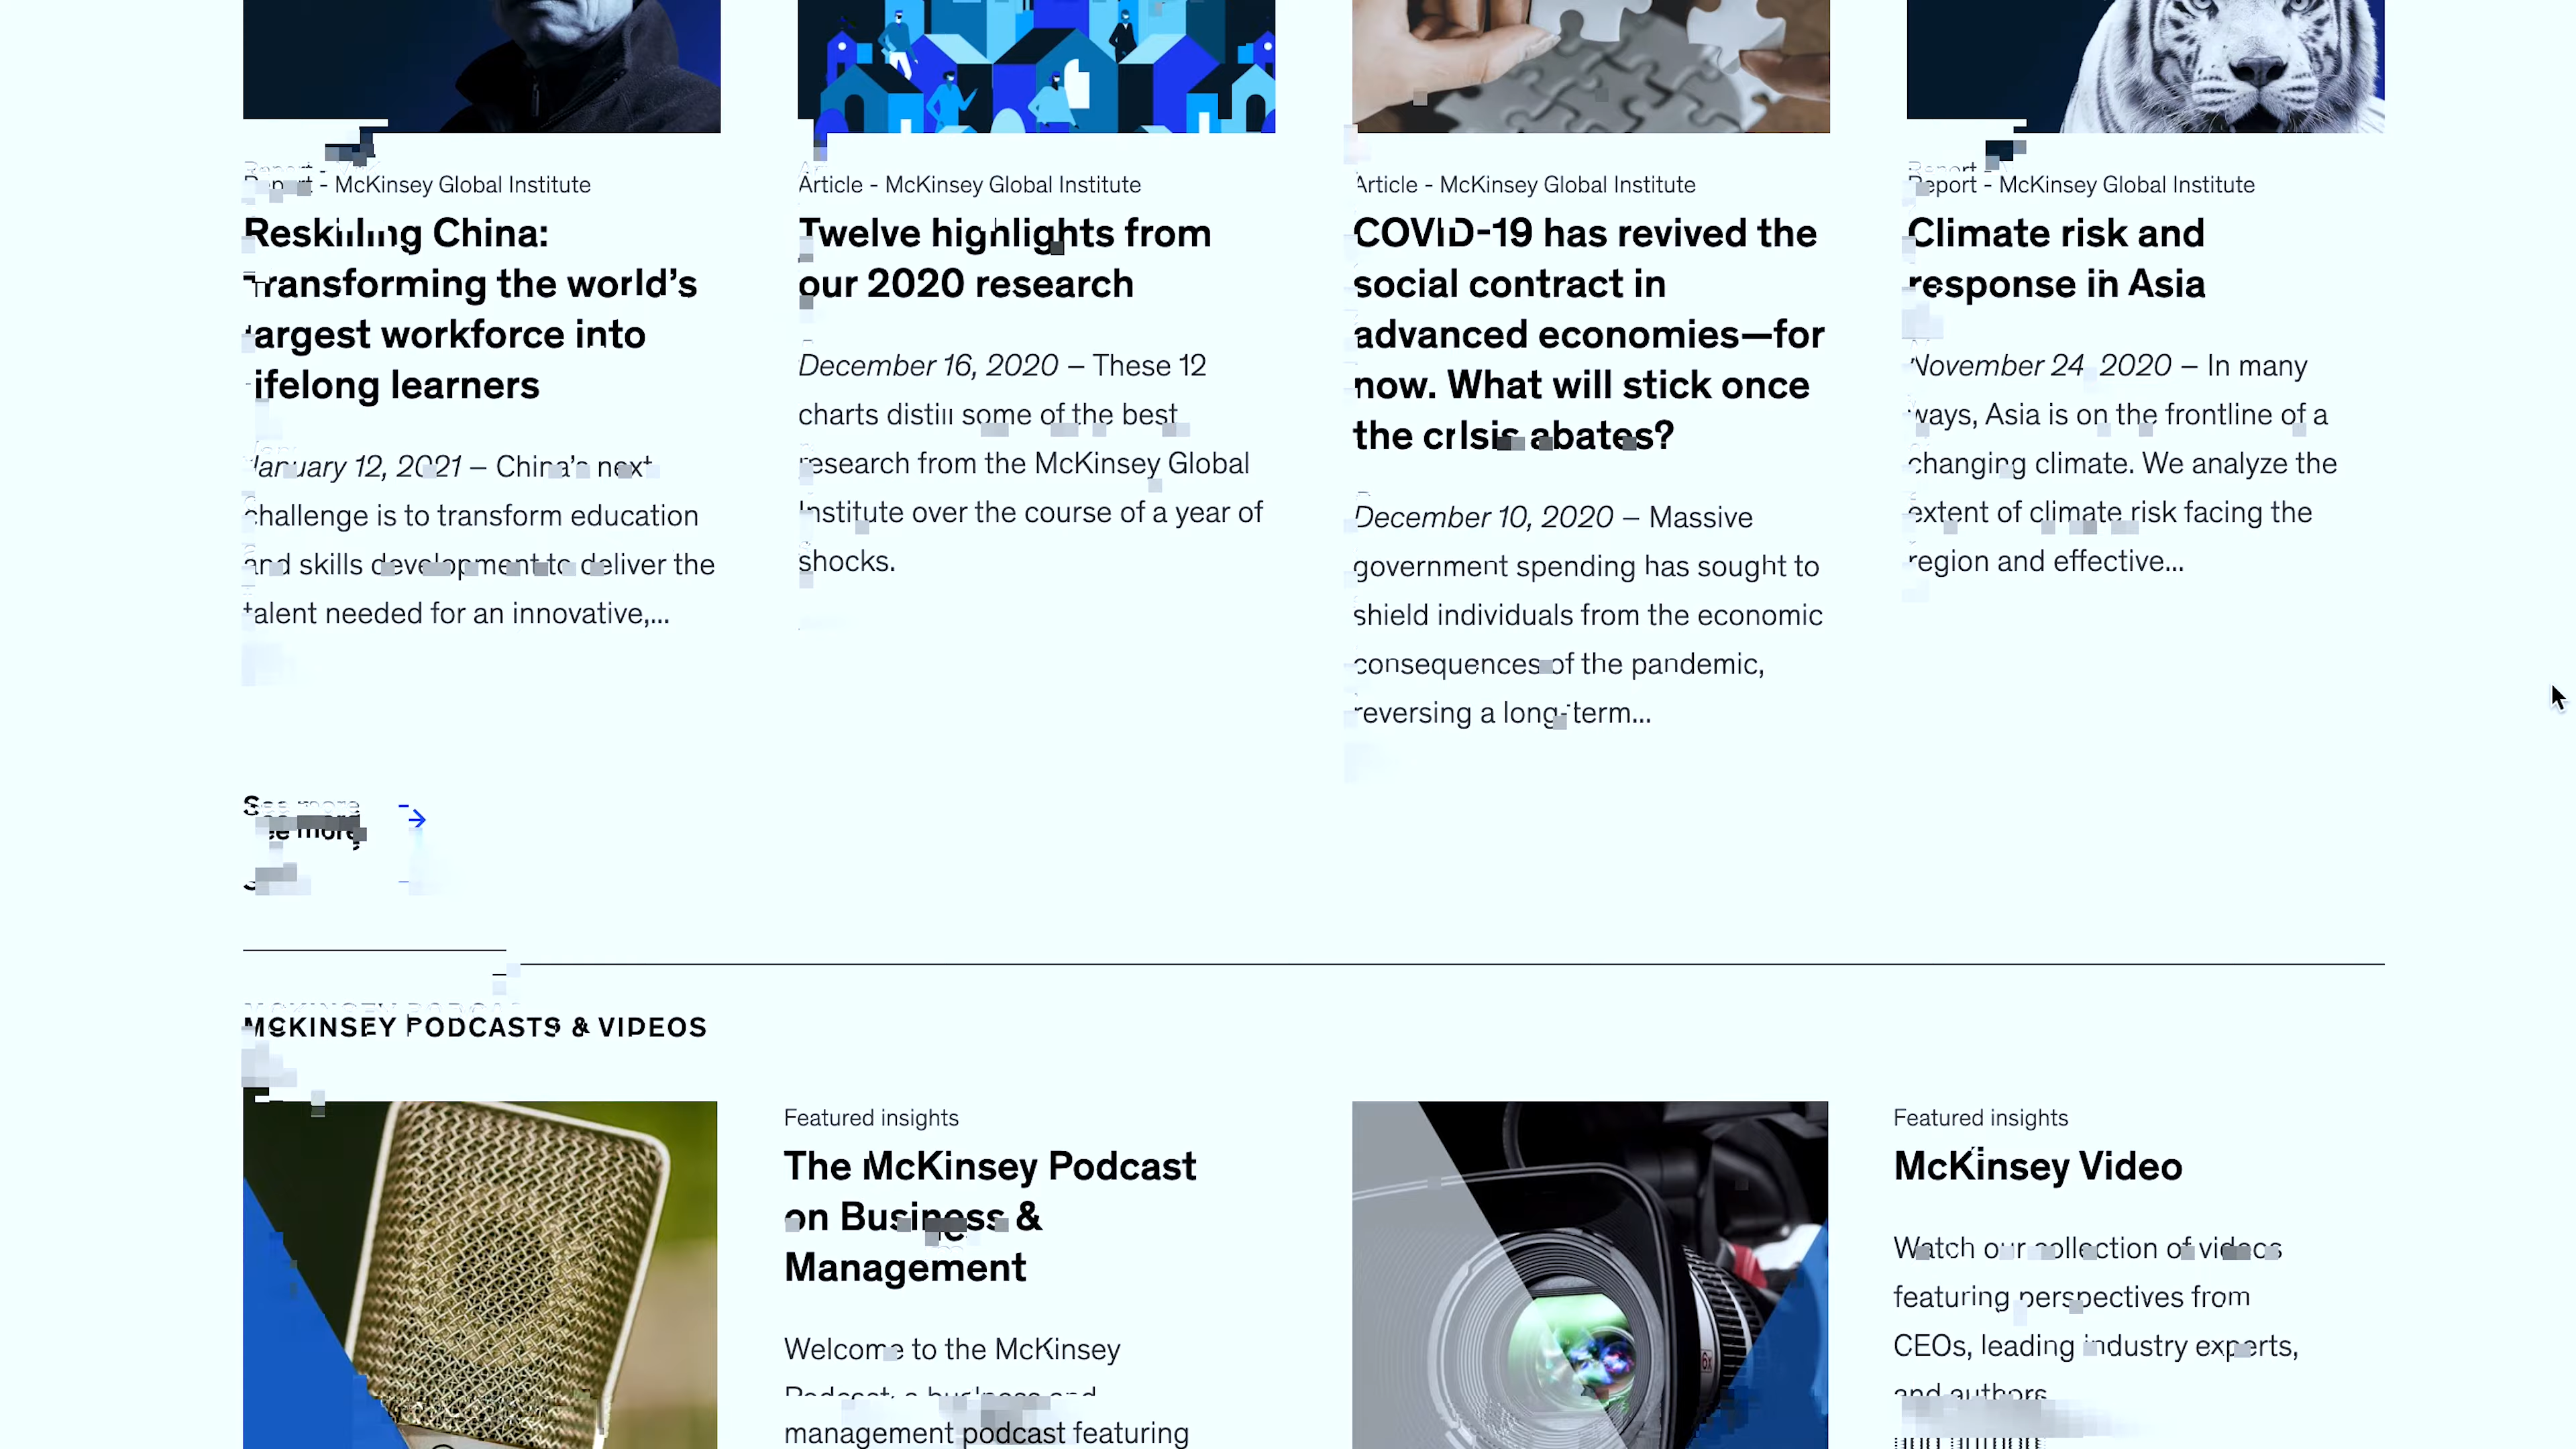 Report - McKinsey Global Institute
Reskilling China:
Transforming the world's
largest workforce into
lifelong learners
January 12, 2021 – China's next
challenge is to transform education
and skills development to deliver the
talent needed for an innovative,...
Article - McKinsey Global Institute
Twelve highlights from
our 2020 research
December 16, 2020 – These 12
charts distill some of the best
research from the McKinsey Global
Institute over the course of a year of
shocks.
Article - McKinsey Global Institute
COVID-19 has revived the
social contract in
advanced economies—for
now. What will stick once
the crisis abates?
December 10, 2020 – Massive
government spending has sought to
shield individuals from the economic
consequences of the pandemic,
reversing a long-term...
Report - McKinsey Global Institute
Climate risk and
response in Asia
November 24, 2020 – In many
ways, Asia is on the frontline of a
changing climate. We analyze the
extent of climate risk facing the
region and effective...
See more
MCKINSEY PODCASTS & VIDEOS
Featured insights
The McKinsey Podcast
on Business &
Management
Welcome to the McKinsey
Podcast, a business and
management podcast featuring
Featured insights
McKinsey Video
Watch our collection of videos
featuring perspectives from
CEOs, leading industry experts,
and authors